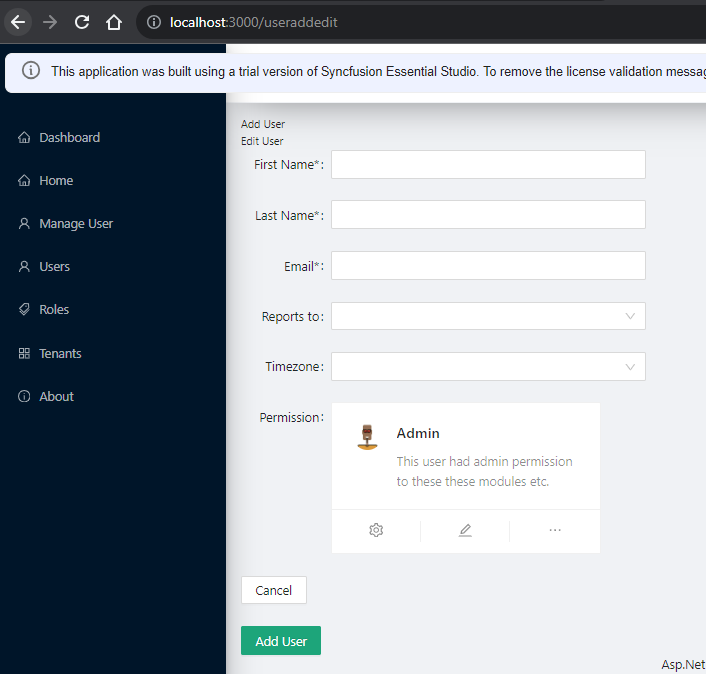 localhost:3000/useraddedit
This application was built using a trial version of Syncfusion Essential Studio. To remove the license validation messag
Dashboard
Home
Manage User
Users
Roles
Tenants
About
Add User
Edit User
First Name*:
Last Name*:
Email*:
Reports to:
Timezone:
Permission:
Admin
This user had admin permission
to these these modules etc.
Cancel
Add User
Asp.Net